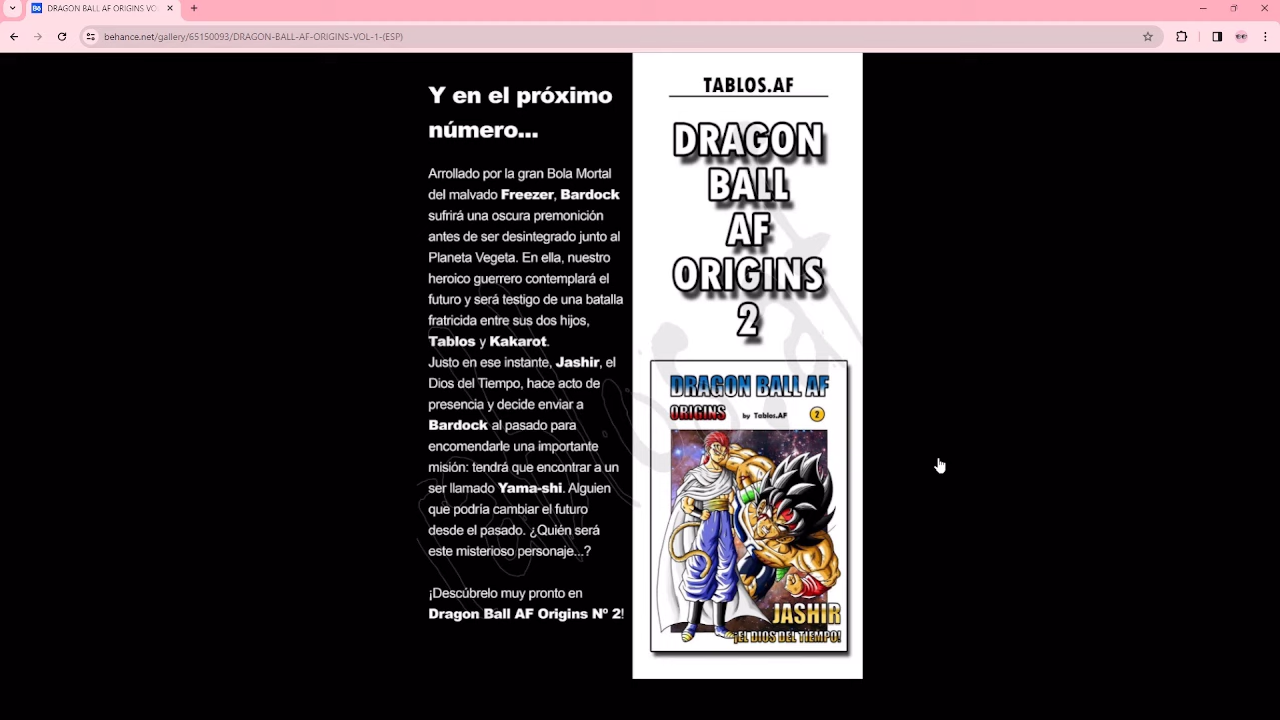 DRAGON BALL AF ORIGINS VO
behance.net/gallery/65150093/DRAGON-BALL-AF-ORIGINS-VOL-1-(ESP)
Y en el próximo
número...
Arrollado por la gran Bola Mortal
del malvado Freezer, Bardock
sufrirá una oscura premonición
antes de ser desintegrado junto al
Planeta Vegeta. En ella, nuestro
heroico guerrero contemplará el
futuro y será testigo de una batalla
fratricida entre sus dos hijos,
Tablos y Kakarot.
Justo en ese instante, Jashir, el
Dios del Tiempo, hace acto de
presencia y decide enviar a
Bardock al pasado para
encomendarle una importante
misión: tendrá que encontrar a un
ser llamado Yama-shi. Alguien
que podría cambiar el futuro
desde el pasado. ¿Quién será
este misterioso personaje...?
¡Descúbrelo muy pronto en
Dragon Ball AF Origins Nº 2!
TABLOS.AF
DRAGON
BALL
AF
ORIGINS
2
DRAGON BALL AF
ORIGINS by Tablos.AF 2
JASHIR
¡EL DIOS DEL TIEMPO!